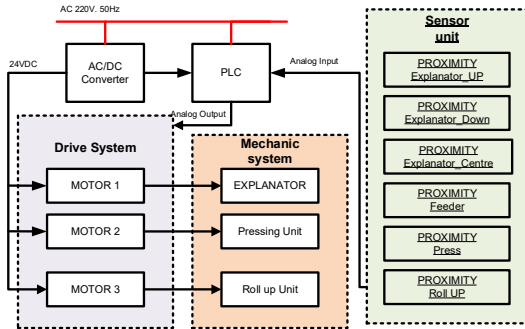 AC 220V. 50Hz
Sensor
unit
24VDC
AC/DC
Converter
PLC
Analog Input
PROXIMITY
Explanator_UP
Analog Output
PROXIMITY
Explanator_Down
Drive System
Mechanic
system
PROXIMITY
Explanator_Centre
MOTOR 1
EXPLANATOR
PROXIMITY
Feeder
MOTOR 2
Pressing Unit
PROXIMITY
Press
MOTOR 3
Roll up Unit
PROXIMITY
Roll UP